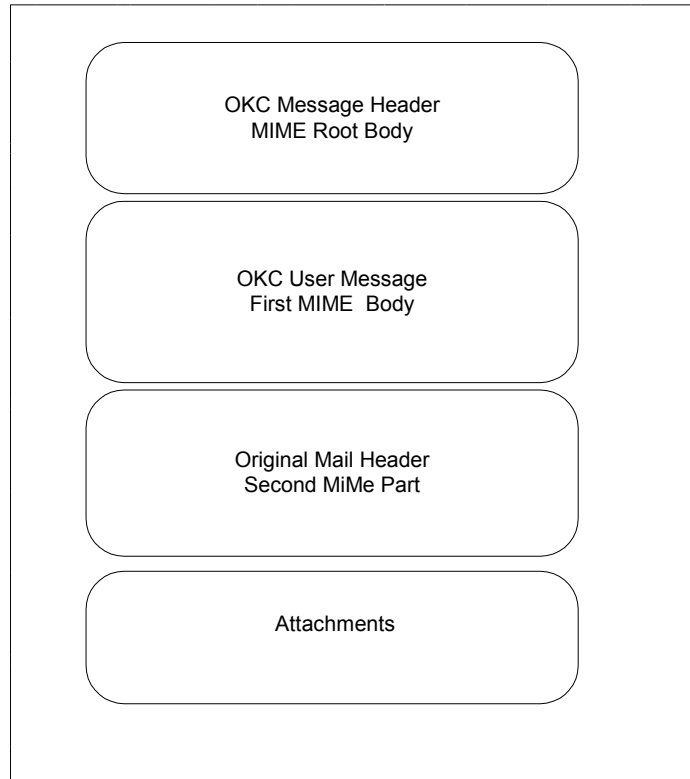 OKC Message Header
MIME Root Body
OKC User Message
First MIME  Body
Original Mail Header
Second MiMe Part
Attachments